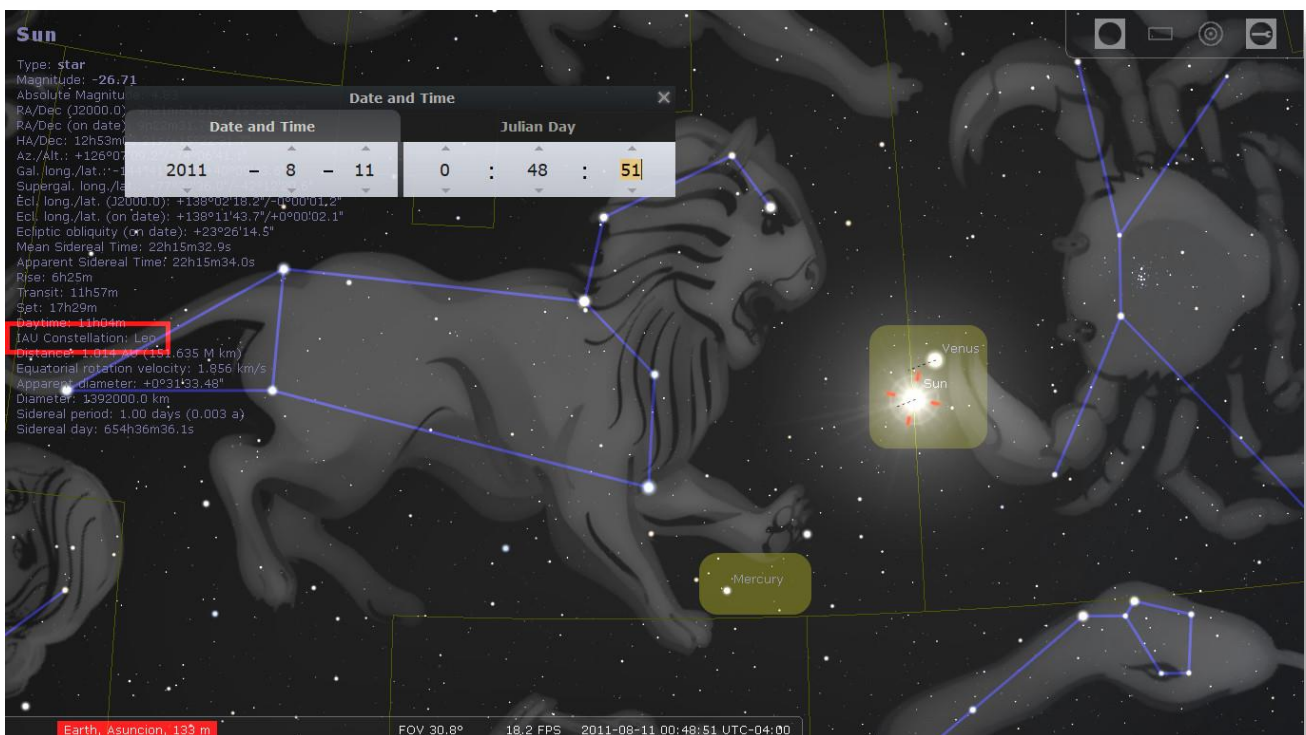 Sun
Type: star
Magnitude: -26.71
Absolute Magnitu
RA/Dec (J2000.0)
RA/Dec (on date)
HA/Dec: 12h53m
Az./Alt.: +126°07
Gal. long./lat.:
Supergal. long./la
Ecl. long./lat. (J2000.0): +138°02'18.2"/-0°00'01.2"
Ecl. long./lat. (on date): +138°11'43.7"/+0°00'02.1"
Ecliptic obliquity (on date): +23°26'14.5"
Mean Sidereal Time: 22h15m32.9s
Apparent Sidereal Time: 22h15m34.0s
Rise: 6h25m
Transit: 11h57m
Set: 17h29m
Daytime: 11h04m
IAU Constellation: Leo
Distance: 1.014 AU (151.635 M km)
Equatorial rotation velocity: 1.856 km/s
Apparent diameter: +0°31'33.48"
Diameter: 1392000.0 km
Sidereal period: 1.00 days (0.003 a)
Sidereal day: 654h36m36.1s
Date and Time
Date and Time
Julian Day
2011 - 8 - 11 0 : 48 : 51
Venus
Sun
Mercury
Earth, Asuncion, 133 m
FOV 30.8°
18.2 FPS
2011-08-11 00:48:51 UTC-04:00